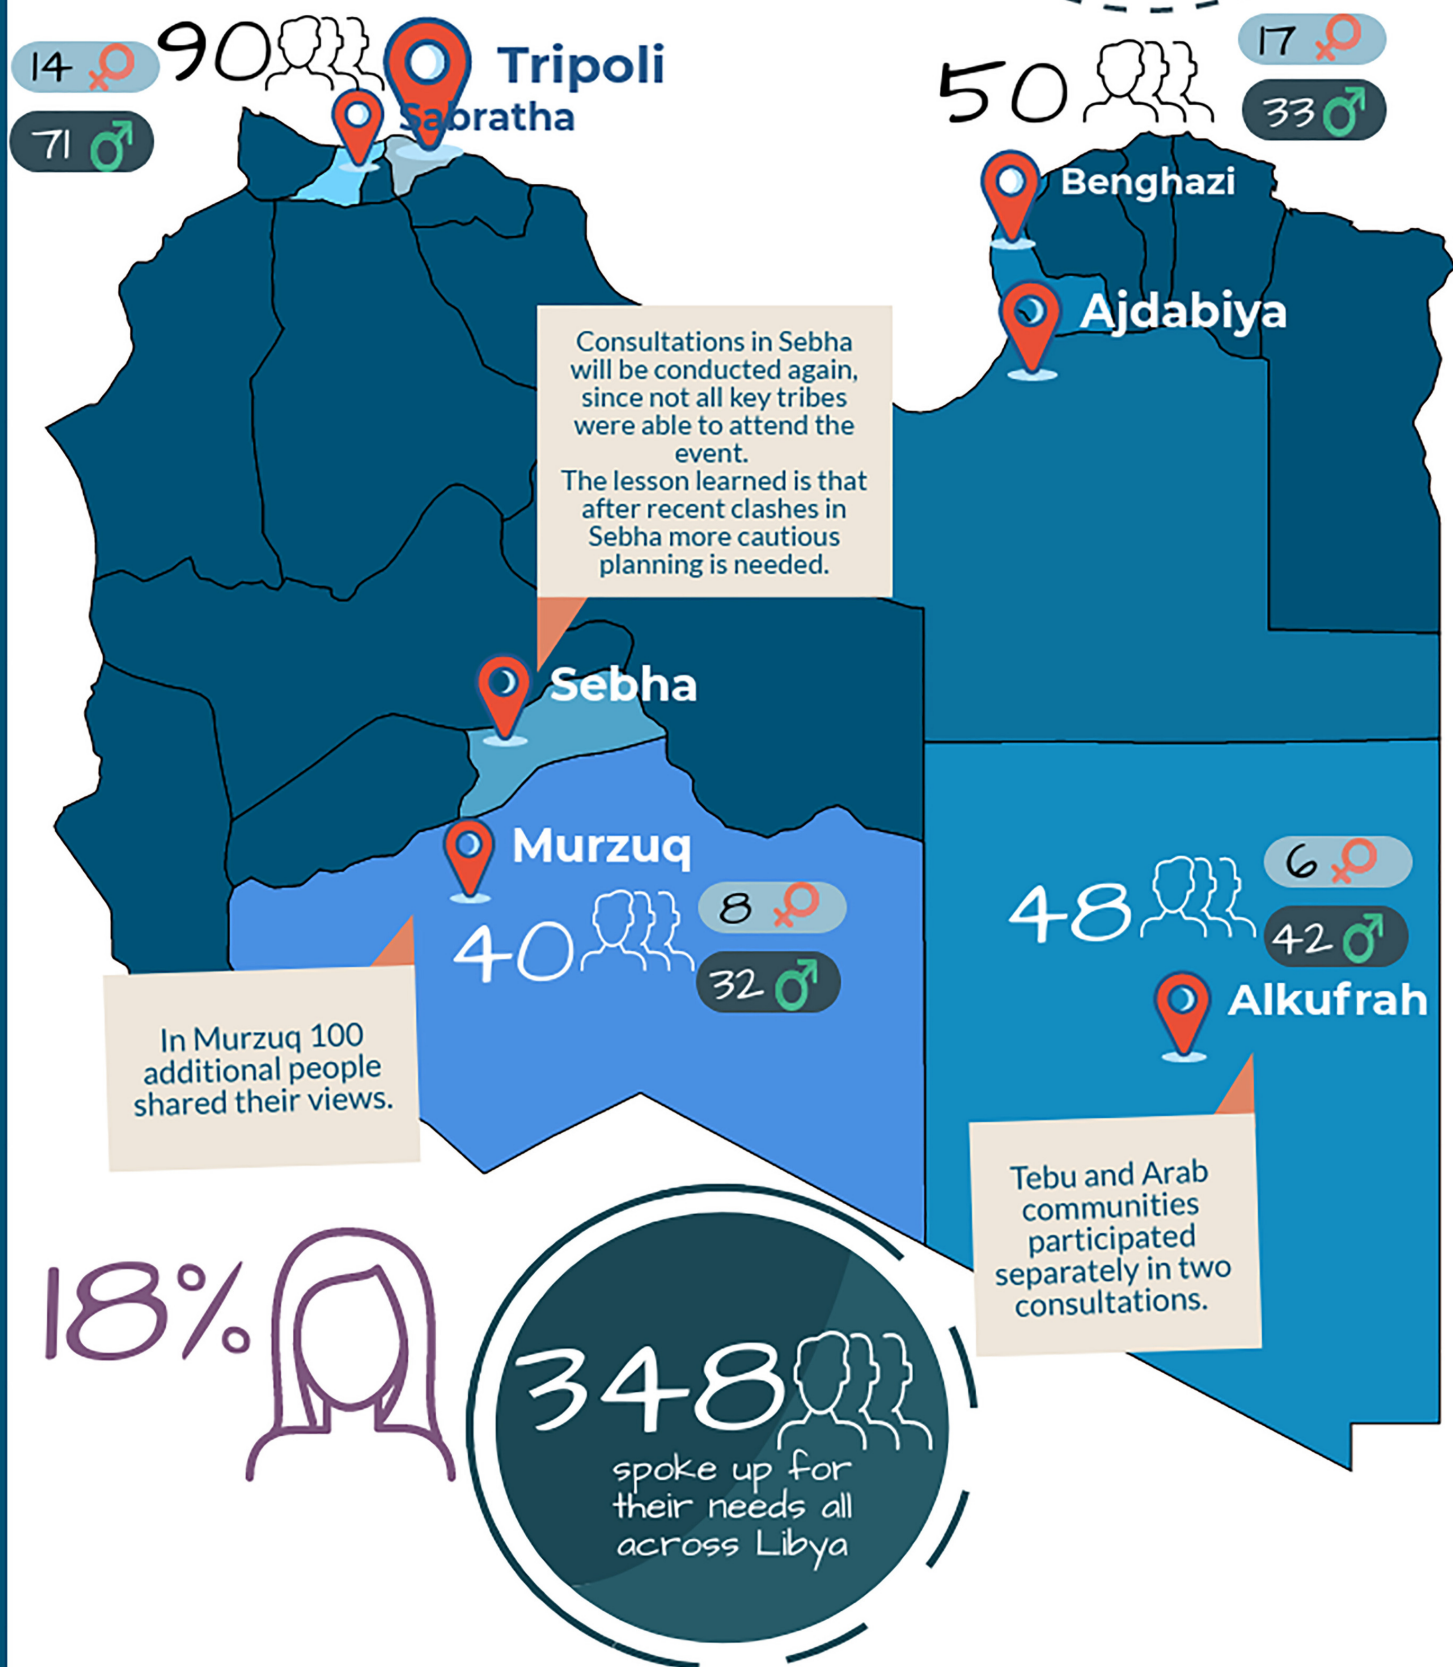 14
90
71
Tripoli
Sabratha
50
17
33
Benghazi
Ajdabiya
Consultations in Sebha
will be conducted again,
since not all key tribes
were able to attend the
event.
The lesson learned is that
after recent clashes in
Sebha more cautious
planning is needed.
Sebha
Murzuq
40
8
32
In Murzuq 100
additional people
shared their views.
48
6
42
Alkufrah
Tebu and Arab
communities
participated
separately in two
consultations.
18%
348
spoke up for
their needs all
across Libya